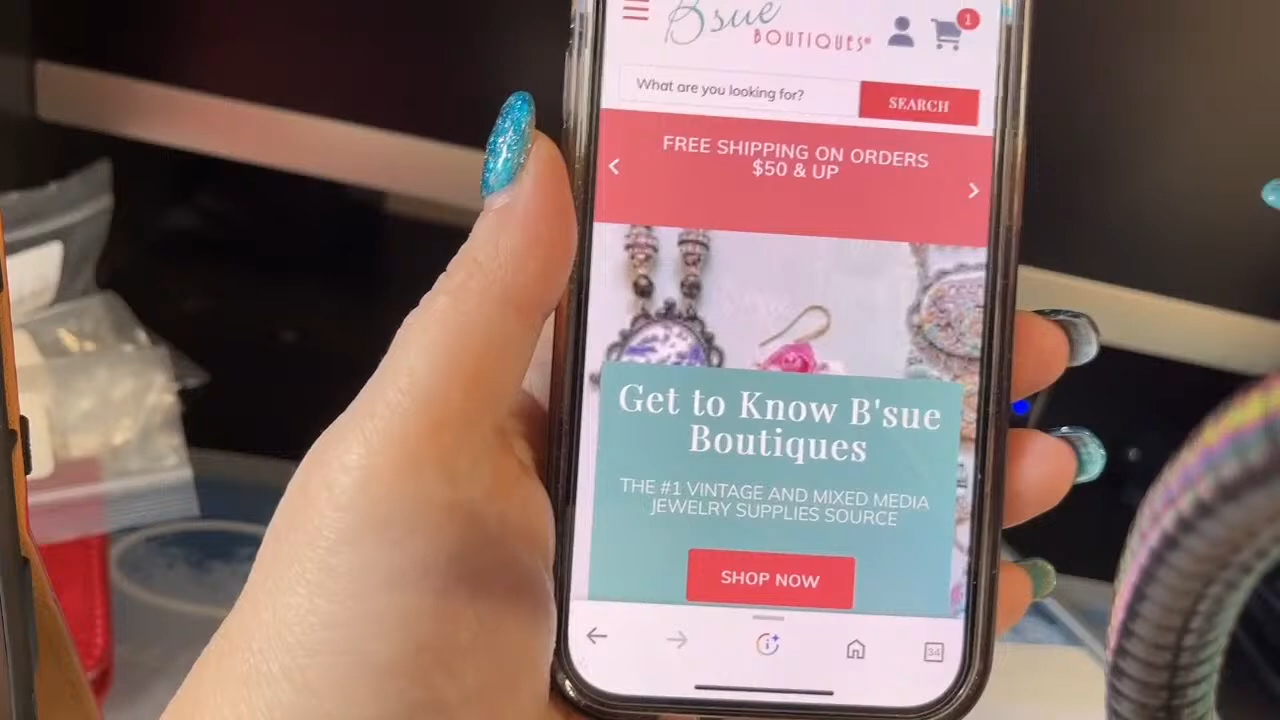 B'sue
BOUTIQUES®
1
What are you looking for?
SEARCH
FREE SHIPPING ON ORDERS
$50 & UP
Get to Know B'sue
Boutiques
THE #1 VINTAGE AND MIXED MEDIA
JEWELRY SUPPLIES SOURCE
SHOP NOW
34